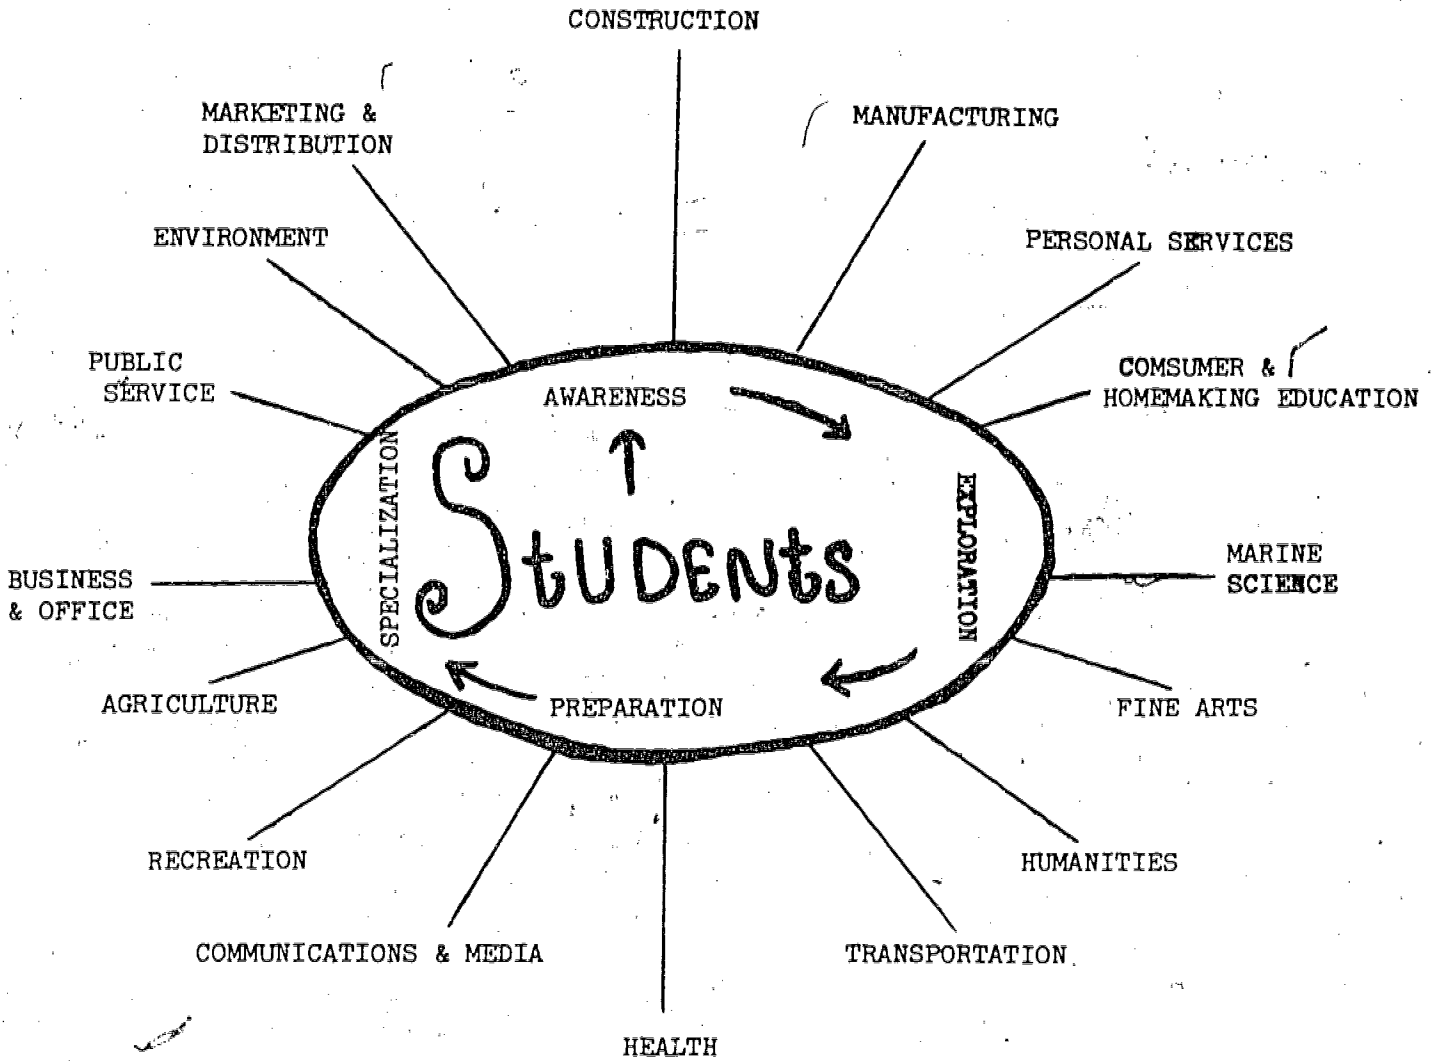 CONSTRUCTION
MARKETING &
DISTRIBUTION
MANUFACTURING
ENVIRONMENT
PERSONAL SERVICES
PUBLIC
SERVICE
COMSUMER &
HOMEMAKING EDUCATION
AWARENESS
SPECIALIZATION
STUDENTS
EXPLORATION
MARINE
SCIENCE
BUSINESS
& OFFICE
AGRICULTURE
PREPARATION
FINE ARTS
RECREATION
HUMANITIES
COMMUNICATIONS & MEDIA
TRANSPORTATION
HEALTH